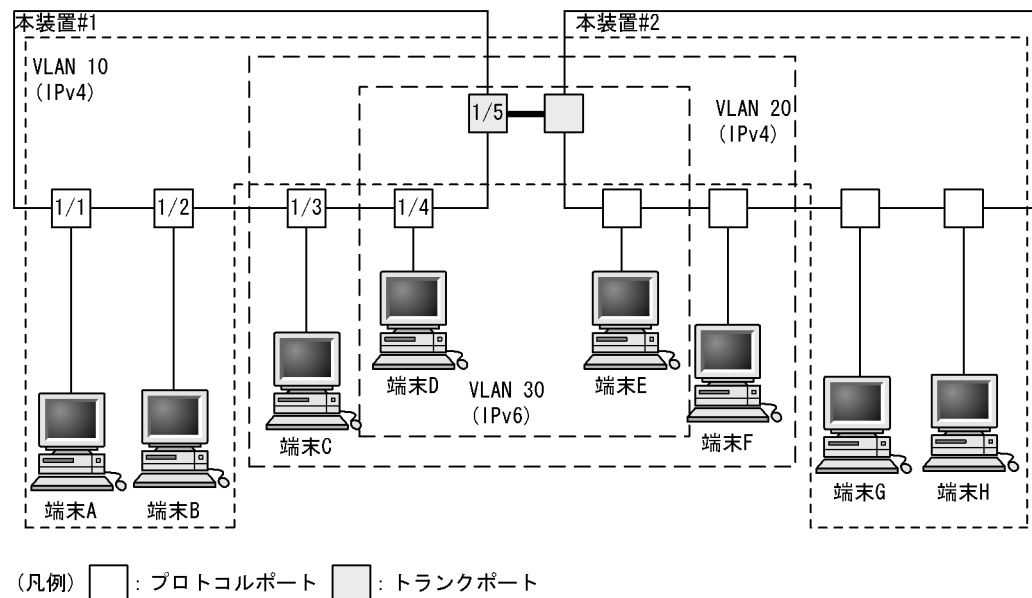 本装置#1
本装置#2
VLAN 10
(IPv4)
1/5
VLAN 20
(IPv4)
1/1
1/2
1/3
1/4
端末D
端末E
VLAN 30
(IPv6)
端末C
端末F
端末A
端末B
端末G
端末H
(凡例) : プロトコルポート : トランクポート